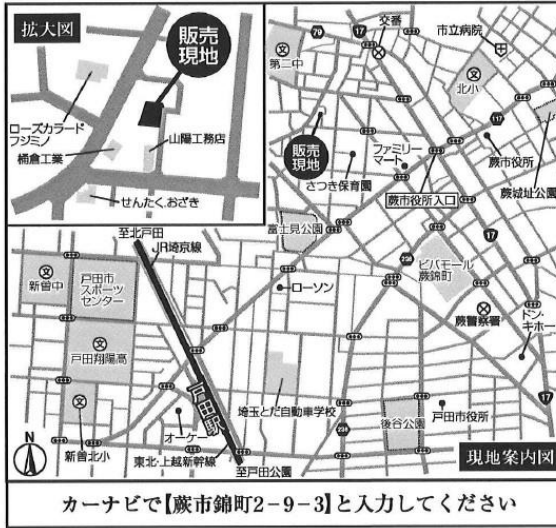 拡大図
販売
現地
ローズカラード
フジミノ
桶倉工業
山陽工務店
せんたく.おざき
79
17
交番
市立病院
第二中
北小
117
販売
現地
ファミリー
マート
さつき保育園
蕨市役所
蕨市役所入口
蕨城址公園
富士見公園
17
236
ビバモール
蕨錦町
至北戸田
JR埼京線
新曽中
戸田市
スポーツ
センター
ローソン
蕨警察署
ドン・
キホーテ
戸田翔陽高
戸田駅
埼玉とだ自動車学校
戸田市役所
後谷公園
オーケー
236
新曽北小
東北・上越新幹線
至戸田公園
N
現地案内図
カーナビで【蕨市錦町2-9-3】と入力してください